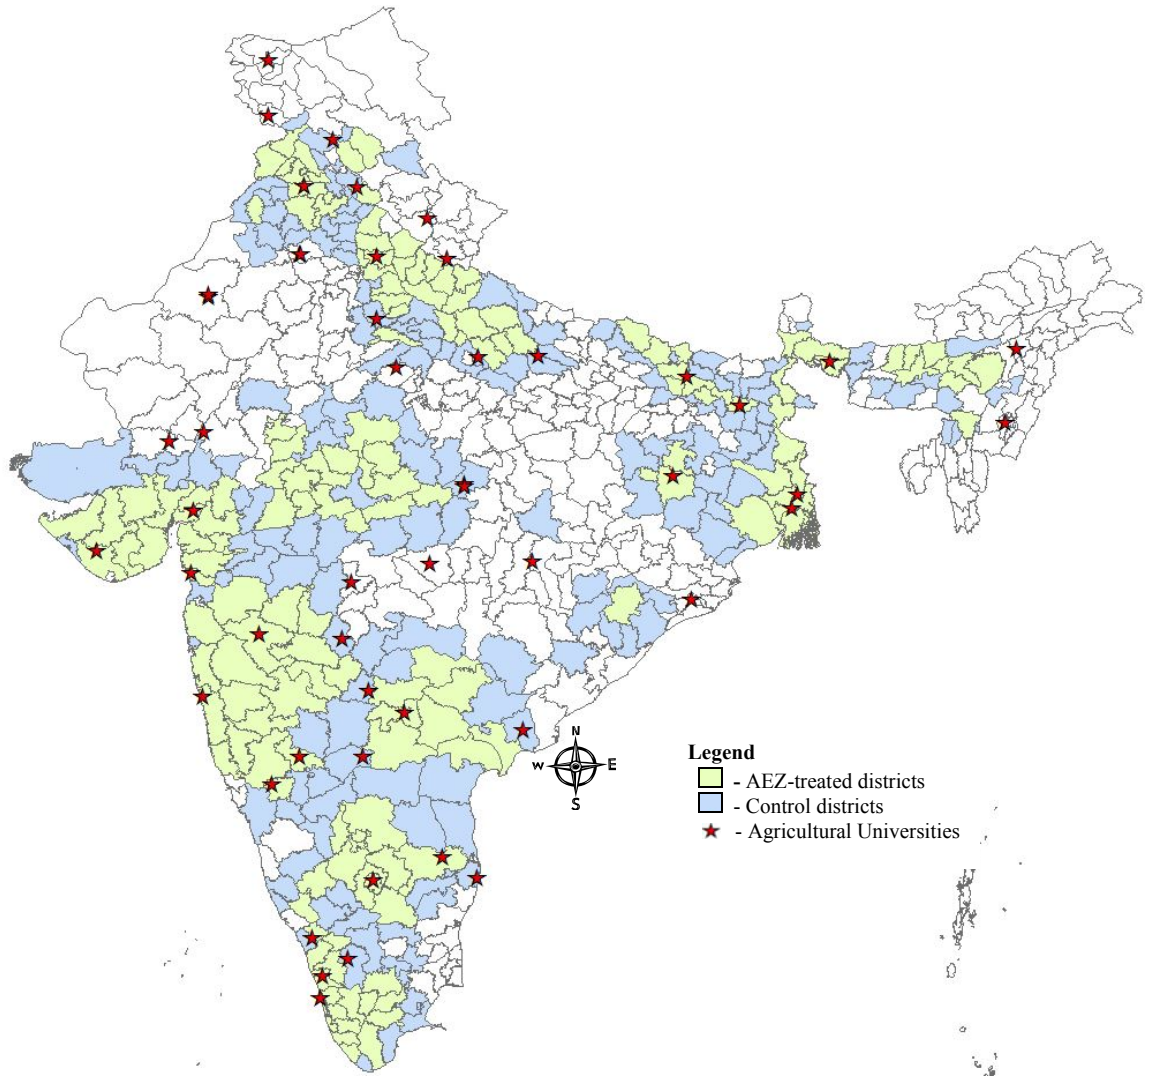 N
W E
S
Legend
- AEZ-treated districts
- Control districts
- Agricultural Universities